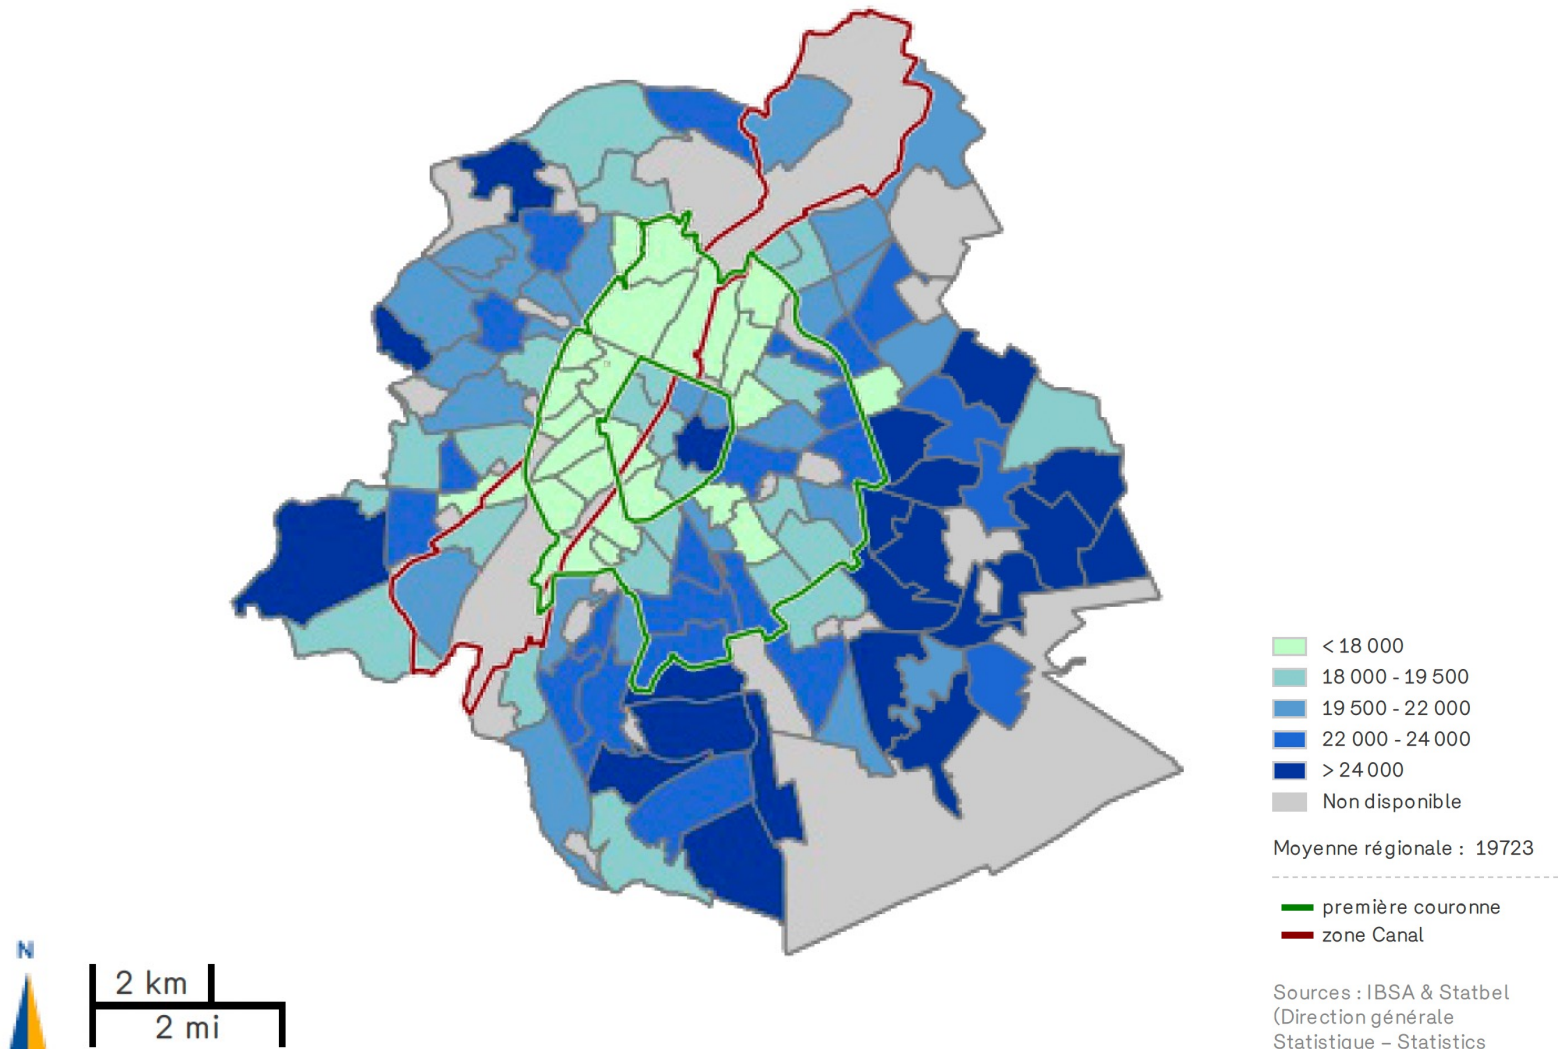 < 18 000
18 000 - 19 500
19 500 - 22 000
22 000 - 24 000
> 24 000
Non disponible
Moyenne régionale : 19723
première couronne
zone Canal
N
2 km
2 mi
Sources : IBSA & Statbel
(Direction générale
Statistique – Statistics